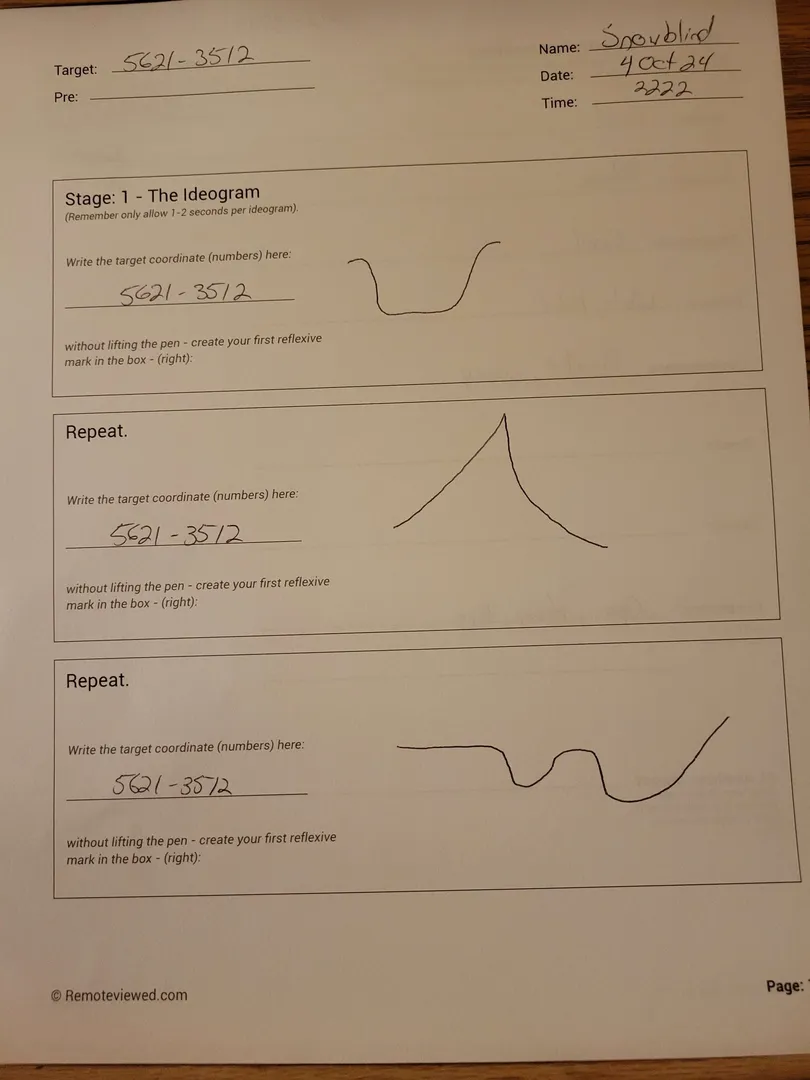 Target: 5621-3512
Name: Snowblind
Pre:
Date: 4 Oct 24
Time: 2222
Stage: 1 - The Ideogram
(Remember only allow 1-2 seconds per ideogram).
Write the target coordinate (numbers) here:
5621-3512
without lifting the pen - create your first reflexive
mark in the box - (right):
Repeat.
Write the target coordinate (numbers) here:
5621-3512
without lifting the pen - create your first reflexive
mark in the box - (right):
Repeat.
Write the target coordinate (numbers) here:
5621-3512
without lifting the pen - create your first reflexive
mark in the box - (right):
© Remoteviewed.com
Page: